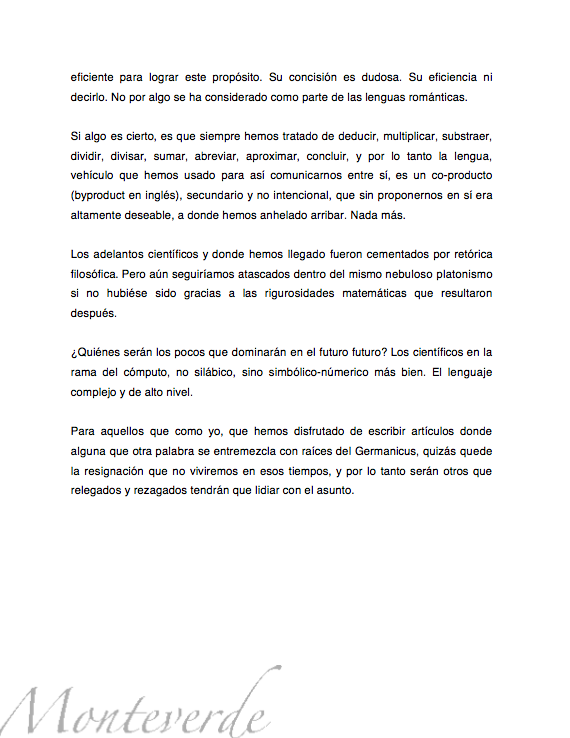 eficiente para lograr este propósito. Su concisión es dudosa. Su eficiencia ni
decirlo. No por algo se ha considerado como parte de las lenguas románticas.
Si algo es cierto, es que siempre hemos tratado de deducir, multiplicar, substraer,
dividir, divisar, sumar, abreviar, aproximar, concluir, y por lo tanto la lengua,
vehículo que hemos usado para así comunicarnos entre sí, es un co-producto
(byproduct en inglés), secundario y no intencional, que sin proponernos en sí era
altamente deseable, a donde hemos anhelado arribar. Nada más.
Los adelantos científicos y donde hemos llegado fueron cementados por retórica
filosófica. Pero aún seguiríamos atascados dentro del mismo nebuloso platonismo
si no hubiése sido gracias a las rigurosidades matemáticas que resultaron
después.
¿Quiénes serán los pocos que dominarán en el futuro futuro? Los científicos en la
rama del cómputo, no silábico, sino simbólico-númerico más bien. El lenguaje
complejo y de alto nivel.
Para aquellos que como yo, que hemos disfrutado de escribir artículos donde
alguna que otra palabra se entremezcla con raíces del Germanicus, quizás quede
la resignación que no viviremos en esos tiempos, y por lo tanto serán otros que
relegados y rezagados tendrán que lidiar con el asunto.
Monteverde